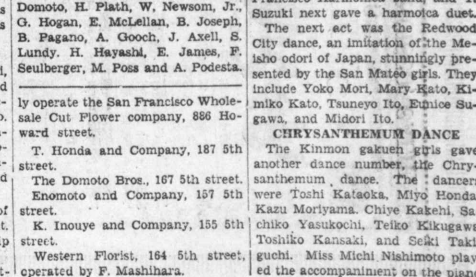 Domoto, H. Plath, W. Newsom, Jr.,
G. Hogan, E. McLellan, B. Joseph,
B. Pagano, A. Gooch, J. Axell, S.
Lundy. H. Hayashi, E. James, F.
Seulberger, M. Poss and A. Podesta.
ly operate the San Francisco Whole-
sale Cut Flower company, 886 Ho-
ward street.
T. Honda and Company, 187 5th
street.
The Domoto Bros., 167 5th street.
Enomoto and Company, 157 5th
street.
K. Inouye and Company, 155 5th
street.
Western Florist, 164 5th street,
operated by F. Mashihara.
Suzuki next gave a harmoica duet.
The next act was the Redwood
City dance, an imitation of the Me
isho odori of Japan, stunningly pre-
sented by the San Mateo girls. They
include Yoko Mori, Mary Kato, Ki-
miko Kato, Tsuneyo Ito, Eunice Su
gawa, and Midori Ito.
CHRYSANTHEMUM DANCE
The Kinmon gakuen girls gave
another dance number, the Chry-
santhemum dance. The dancers
were Toshi Kataoka, Miyo Honda
Kazu Moriyama. Chiye Kakehi, Sa
chiko Yasukochi, Teiko Kikugawa
Toshiko Kansaki, and Seiki Taki
guchi. Miss Michi Nishimoto play
ed the accompaniment on the